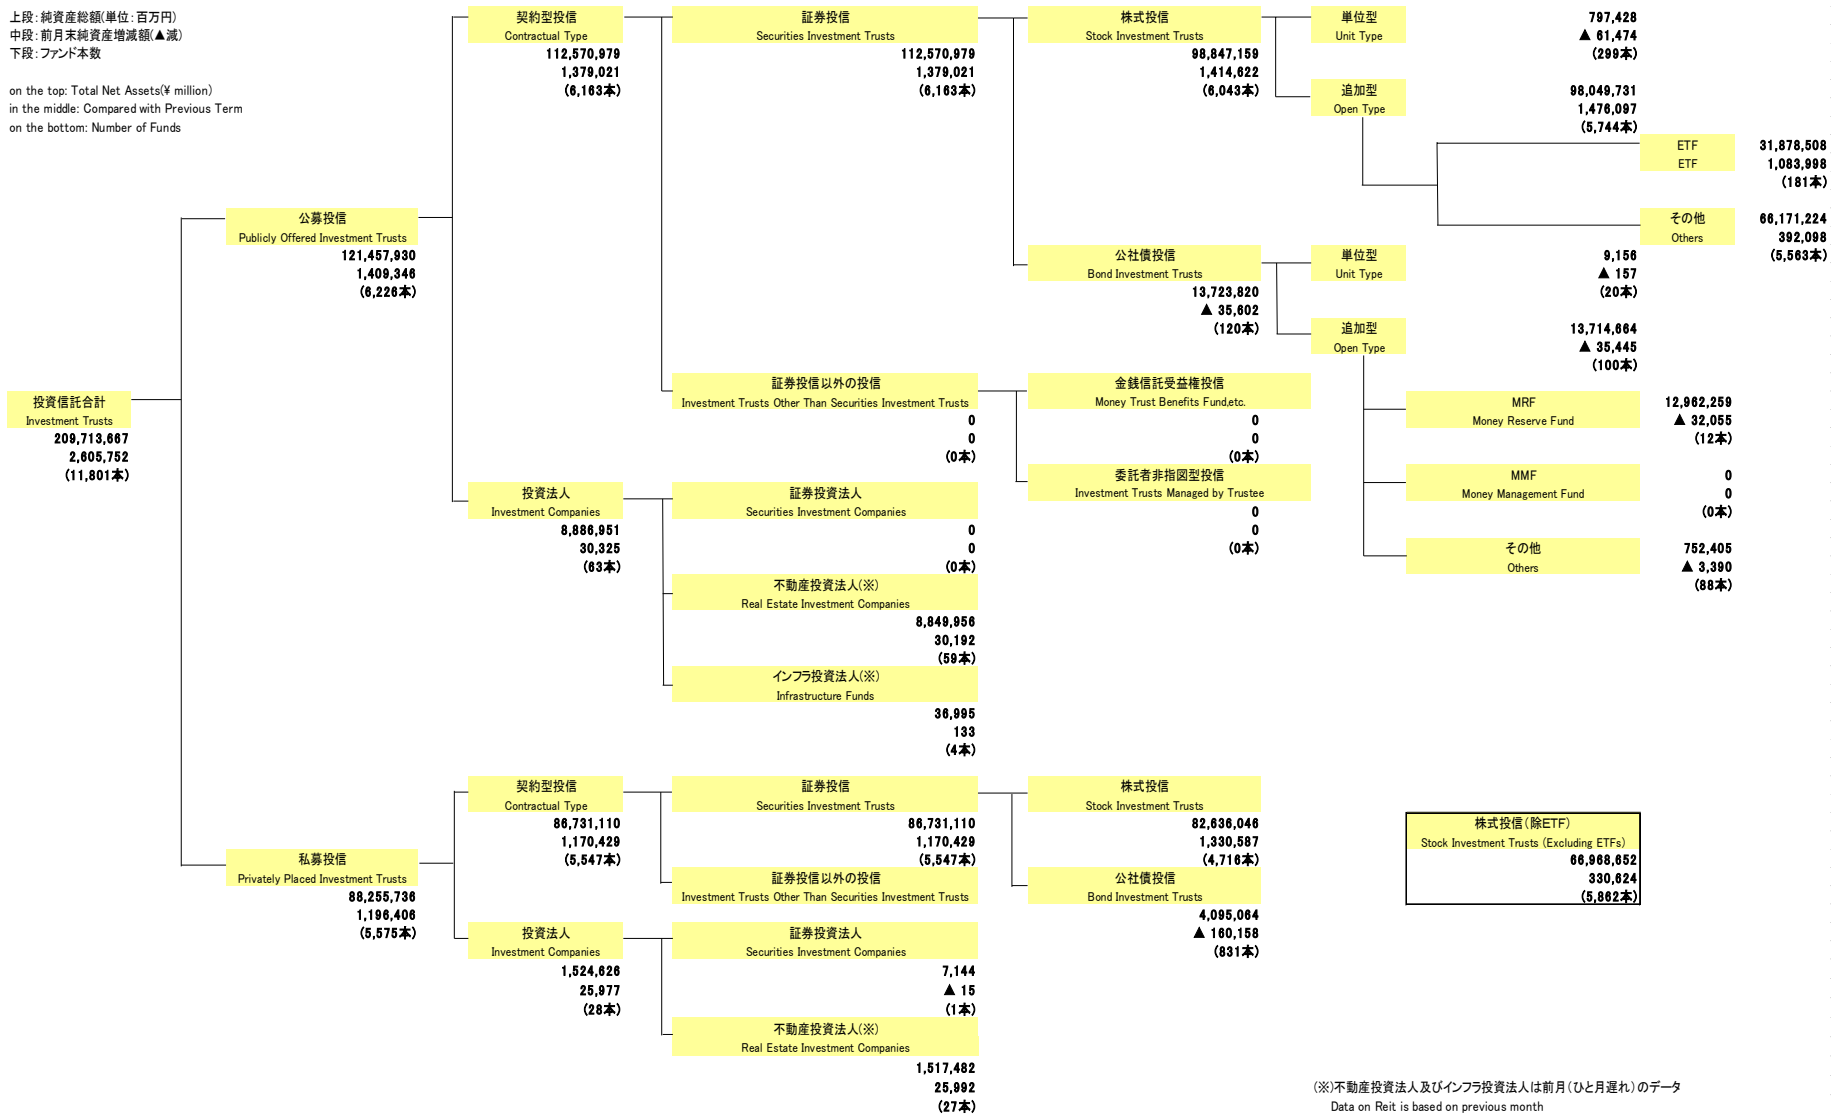 上段:純資産総額(単位:百万円)
中段:前月末純資産増減額(▲減)
下段:ファンド本数
on the top: Total Net Assets(¥ million)
in the middle: Compared with Previous Term
on the bottom: Number of Funds
投資信託合計
Investment Trusts
209,713,667
2,605,752
(11,801本)
公募投信
Publicly Offered Investment Trusts
121,457,930
1,409,346
(6,226本)
契約型投信
Contractual Type
112,570,979
1,379,021
(6,163本)
証券投信
Securities Investment Trusts
112,570,979
1,379,021
(6,163本)
株式投信
Stock Investment Trusts
98,847,159
1,414,622
(6,043本)
単位型
Unit Type
797,428
▲ 61,474
(299本)
追加型
Open Type
98,049,731
1,476,097
(5,744本)
ETF
ETF
31,878,508
1,083,998
(181本)
その他
Others
66,171,224
392,098
(5,563本)
公社債投信
Bond Investment Trusts
13,723,820
▲ 35,602
(120本)
単位型
Unit Type
9,156
▲ 157
(20本)
追加型
Open Type
13,714,664
▲ 35,445
(100本)
MRF
Money Reserve Fund
12,962,259
▲ 32,055
(12本)
MMF
Money Management Fund
0
0
(0本)
その他
Others
752,405
▲ 3,390
(88本)
証券投信以外の投信
Investment Trusts Other Than Securities Investment Trusts
0
0
(0本)
金銭信託受益権投信
Money Trust Benefits Fund,etc.
0
0
(0本)
委託者非指図型投信
Investment Trusts Managed by Trustee
0
0
(0本)
投資法人
Investment Companies
8,886,951
30,325
(63本)
証券投資法人
Securities Investment Companies
0
0
(0本)
不動産投資法人(※)
Real Estate Investment Companies
8,849,956
30,192
(59本)
インフラ投資法人(※)
Infrastructure Funds
36,995
133
(4本)
私募投信
Privately Placed Investment Trusts
88,255,736
1,196,406
(5,575本)
契約型投信
Contractual Type
86,731,110
1,170,429
(5,547本)
証券投信
Securities Investment Trusts
86,731,110
1,170,429
(5,547本)
株式投信
Stock Investment Trusts
82,636,046
1,330,587
(4,716本)
公社債投信
Bond Investment Trusts
4,095,064
▲ 160,158
(831本)
証券投信以外の投信
Investment Trusts Other Than Securities Investment Trusts
投資法人
Investment Companies
1,524,626
25,977
(28本)
証券投資法人
Securities Investment Companies
7,144
▲ 15
(1本)
不動産投資法人(※)
Real Estate Investment Companies
1,517,482
25,992
(27本)
株式投信(除ETF)
Stock Investment Trusts (Excluding ETFs)
66,968,652
330,624
(5,862本)
(※)不動産投資法人及びインフラ投資法人は前月(ひと月遅れ)のデータ
Data on Reit is based on previous month